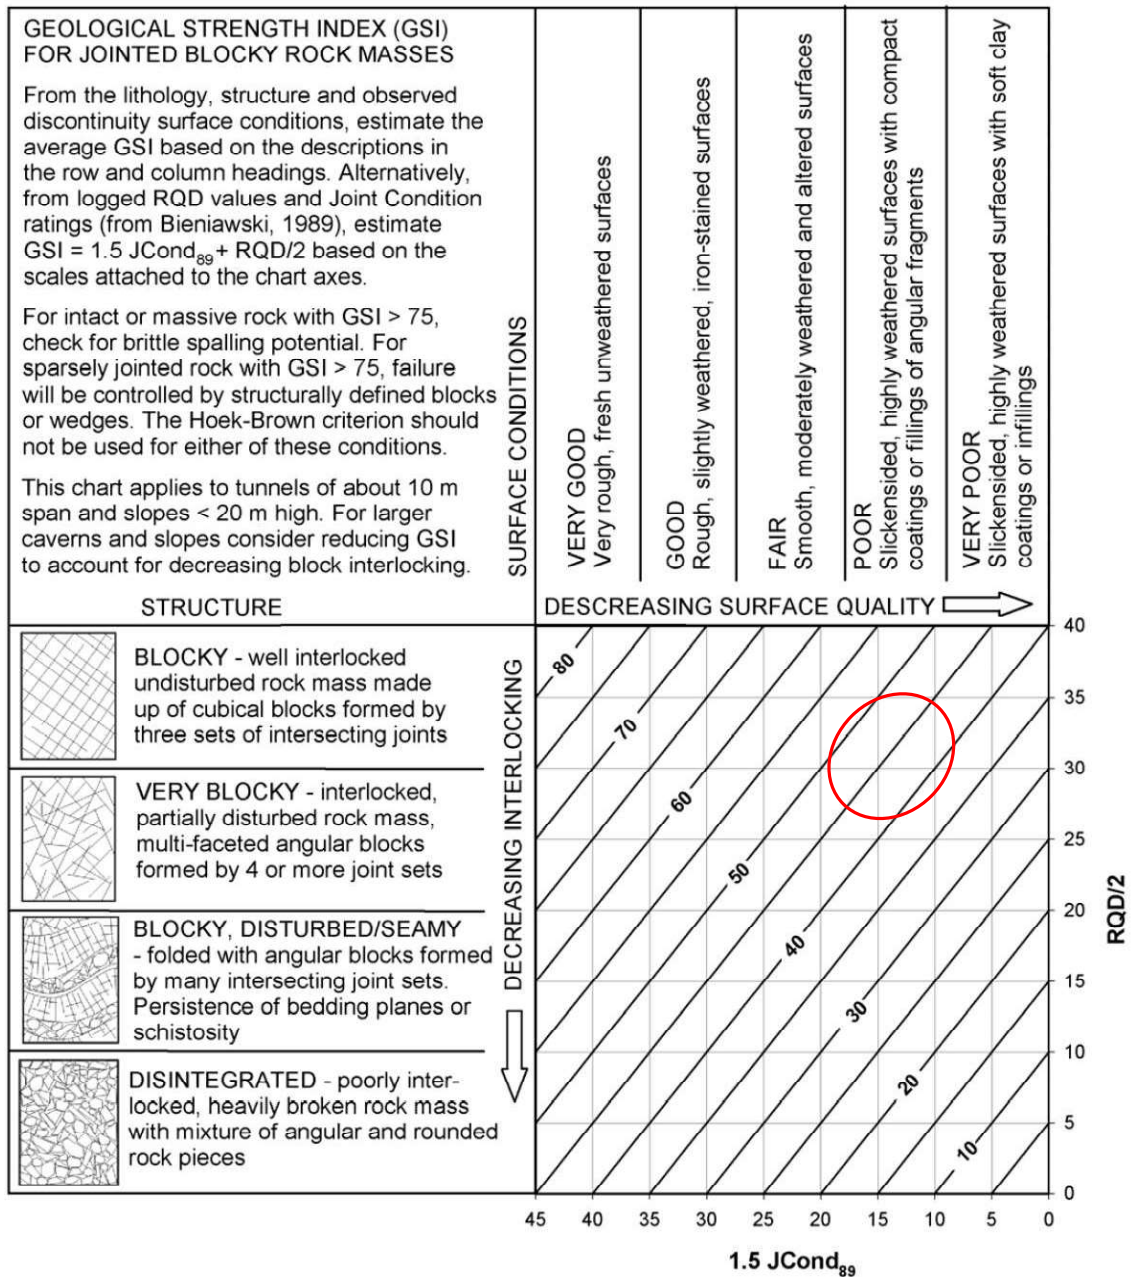 GEOLOGICAL STRENGTH INDEX (GSI)
FOR JOINTED BLOCKY ROCK MASSES
From the lithology, structure and observed
discontinuity surface conditions, estimate the
average GSI based on the descriptions in
the row and column headings. Alternatively,
from logged RQD values and Joint Condition
ratings (from Bieniawski, 1989), estimate
GSI = 1.5 JCond89 + RQD/2 based on the
scales attached to the chart axes.
For intact or massive rock with GSI > 75,
check for brittle spalling potential. For
sparsely jointed rock with GSI > 75, failure
will be controlled by structurally defined blocks
or wedges. The Hoek-Brown criterion should
not be used for either of these conditions.
This chart applies to tunnels of about 10 m
span and slopes < 20 m high. For larger
caverns and slopes consider reducing GSI
to account for decreasing block interlocking.
STRUCTURE
SURFACE CONDITIONS
VERY GOOD
Very rough, fresh unweathered surfaces
GOOD
Rough, slightly weathered, iron-stained surfaces
FAIR
Smooth, moderately weathered and altered surfaces
POOR
Slickensided, highly weathered surfaces with compact
coatings or fillings of angular fragments
VERY POOR
Slickensided, highly weathered surfaces with soft clay
coatings or infillings
DESCREASING SURFACE QUALITY
BLOCKY - well interlocked
undisturbed rock mass made
up of cubical blocks formed by
three sets of intersecting joints
VERY BLOCKY - interlocked,
partially disturbed rock mass,
multi-faceted angular blocks
formed by 4 or more joint sets
BLOCKY, DISTURBED/SEAMY
- folded with angular blocks formed
by many intersecting joint sets.
Persistence of bedding planes or
schistosity
DISINTEGRATED - poorly inter-
locked, heavily broken rock mass
with mixture of angular and rounded
rock pieces
DECREASING INTERLOCKING
80
70
60
50
40
30
20
10
40
35
30
25
20
15
10
5
0
RQD/2
45 40 35 30 25 20 15 10 5 0
1.5 JCond89